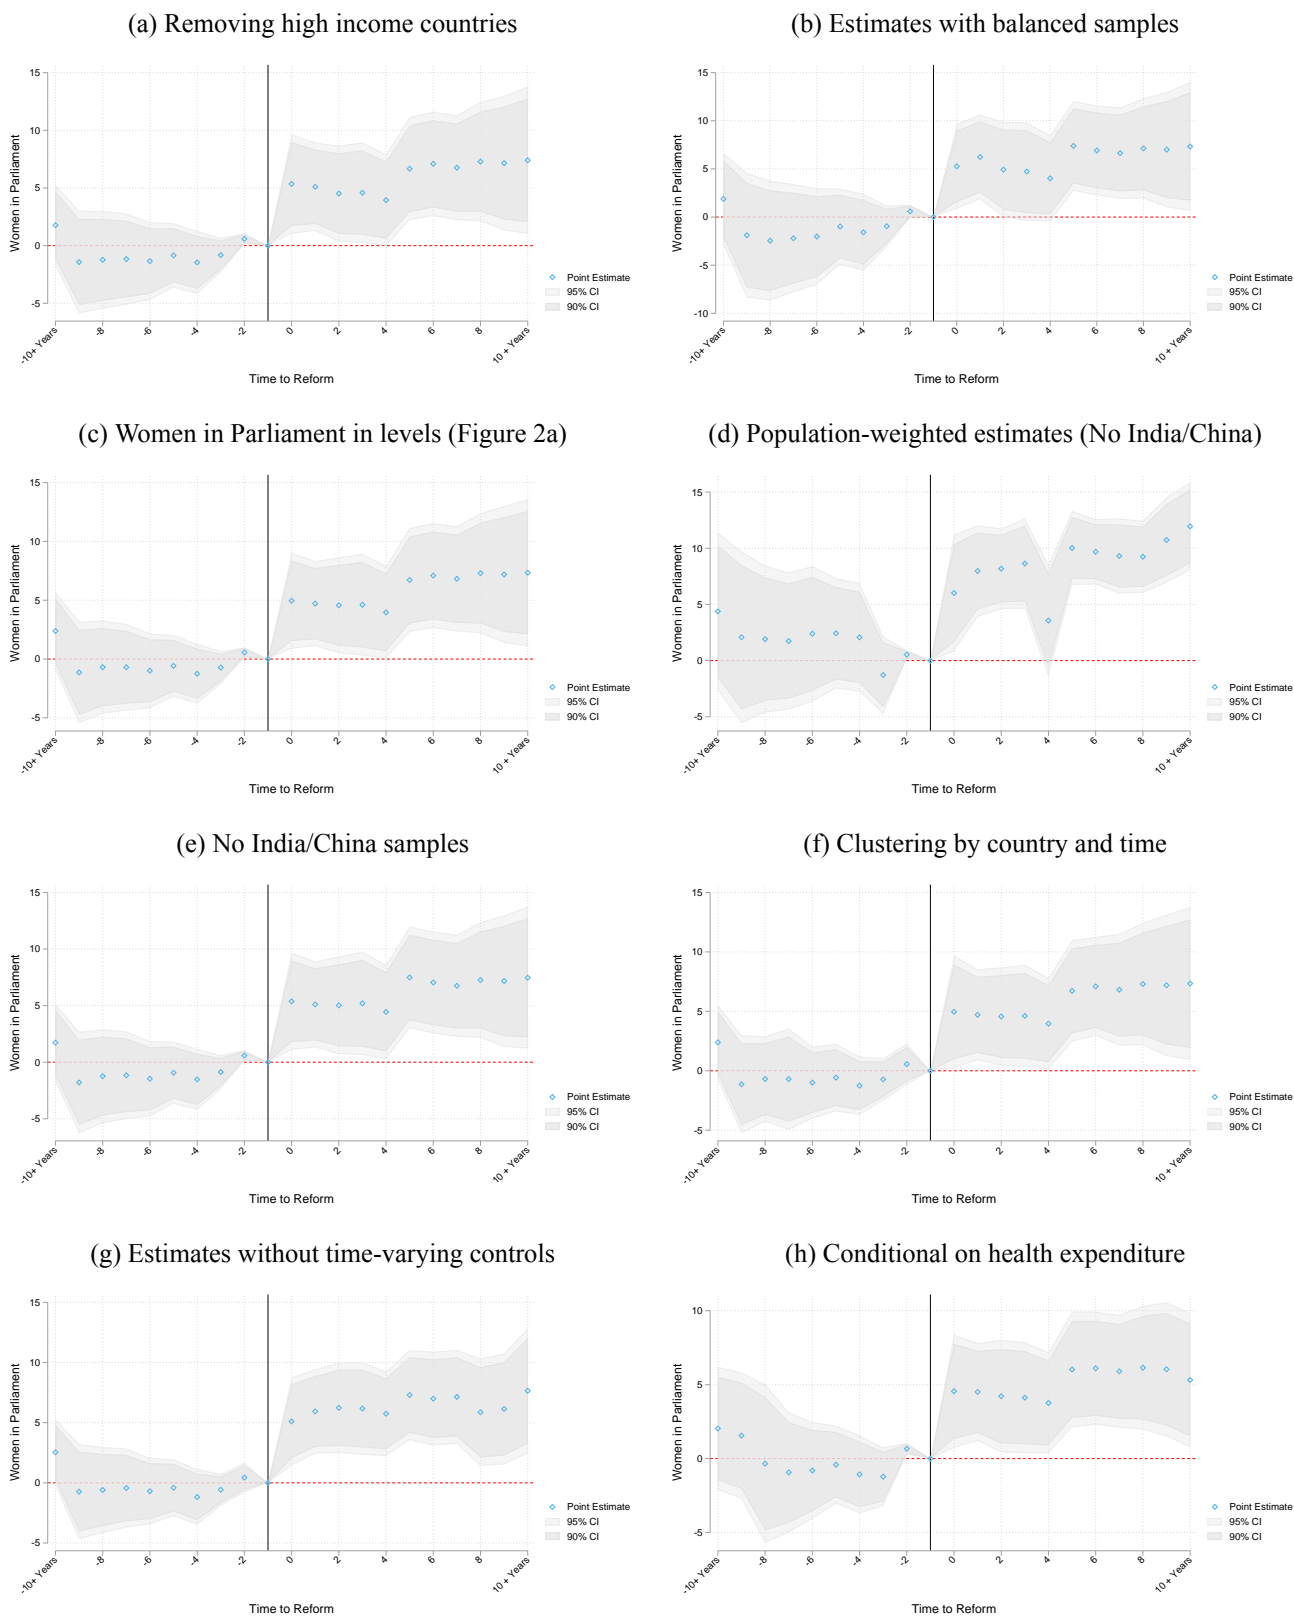 (a) Removing high income countries
15
10
5
0
-5
Women in Parliament
-10+ Years
-8
-6
-4
-2
0
2
4
6
8
10 + Years
Time to Reform
Point Estimate
95% CI
90% CI
(b) Estimates with balanced samples
15
10
5
0
-5
-10
Women in Parliament
-10+ Years
-8
-6
-4
-2
0
2
4
6
8
10 + Years
Time to Reform
Point Estimate
95% CI
90% CI
(c) Women in Parliament in levels (Figure 2a)
15
10
5
0
-5
Women in Parliament
-10+ Years
-8
-6
-4
-2
0
2
4
6
8
10 + Years
Time to Reform
Point Estimate
95% CI
90% CI
(d) Population-weighted estimates (No India/China)
15
10
5
0
-5
Women in Parliament
-10+ Years
-8
-6
-4
-2
0
2
4
6
8
10 + Years
Time to Reform
Point Estimate
95% CI
90% CI
(e) No India/China samples
15
10
5
0
-5
Women in Parliament
-10+ Years
-8
-6
-4
-2
0
2
4
6
8
10 + Years
Time to Reform
Point Estimate
95% CI
90% CI
(f) Clustering by country and time
15
10
5
0
-5
Women in Parliament
-10+ Years
-8
-6
-4
-2
0
2
4
6
8
10 + Years
Time to Reform
Point Estimate
95% CI
90% CI
(g) Estimates without time-varying controls
15
10
5
0
-5
Women in Parliament
-10+ Years
-8
-6
-4
-2
0
2
4
6
8
10 + Years
Time to Reform
Point Estimate
95% CI
90% CI
(h) Conditional on health expenditure
10
5
0
-5
Women in Parliament
-10+ Years
-8
-6
-4
-2
0
2
4
6
8
10 + Years
Time to Reform
Point Estimate
95% CI
90% CI